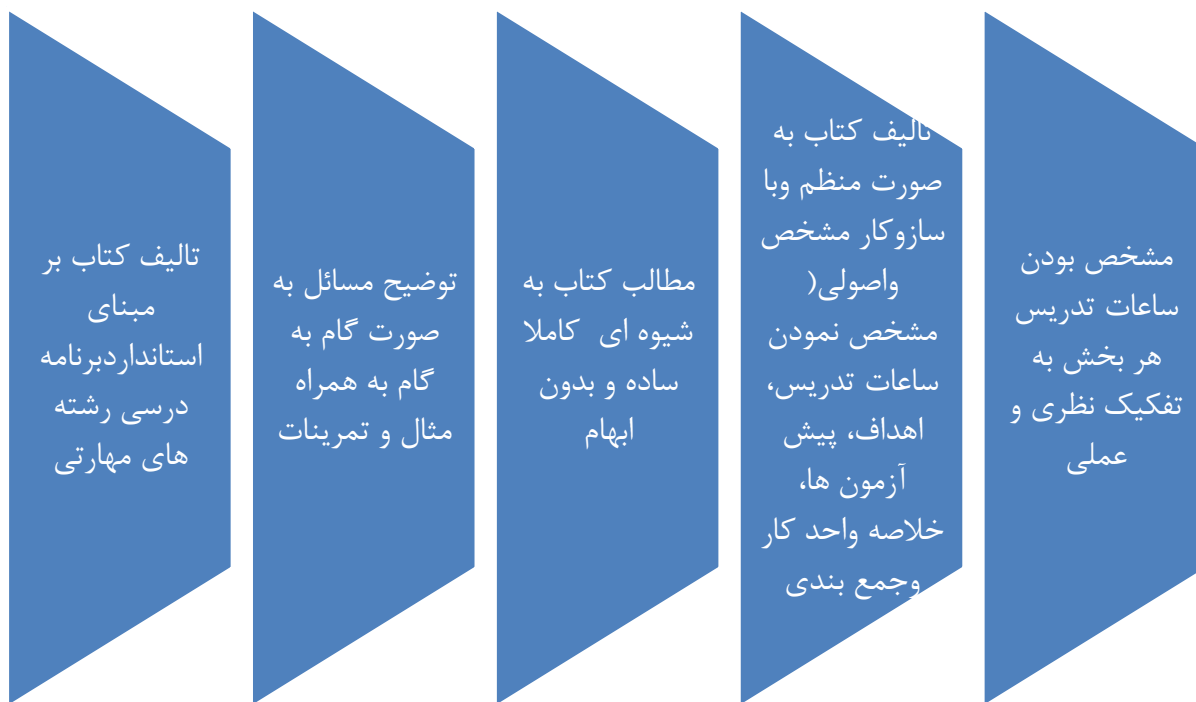 مشخص بودن
ساعات تدریس
هر بخش به
تفکیک نظری و
عملی
تالیف کتاب به
صورت منظم وبا
سازوکار مشخص
واصولی(
مشخص نمودن
ساعات تدریس،
اهداف، پیش
آزمون ها،
خلاصه واحد کار
وجمع بندی
مطالب کتاب به
شیوه ای کاملا
ساده و بدون
ابهام
توضیح مسائل به
صورت گام به
گام به همراه
مثال و تمرینات
تالیف کتاب بر
مبنای
استانداردبرنامه
درسی رشته
های مهارتی